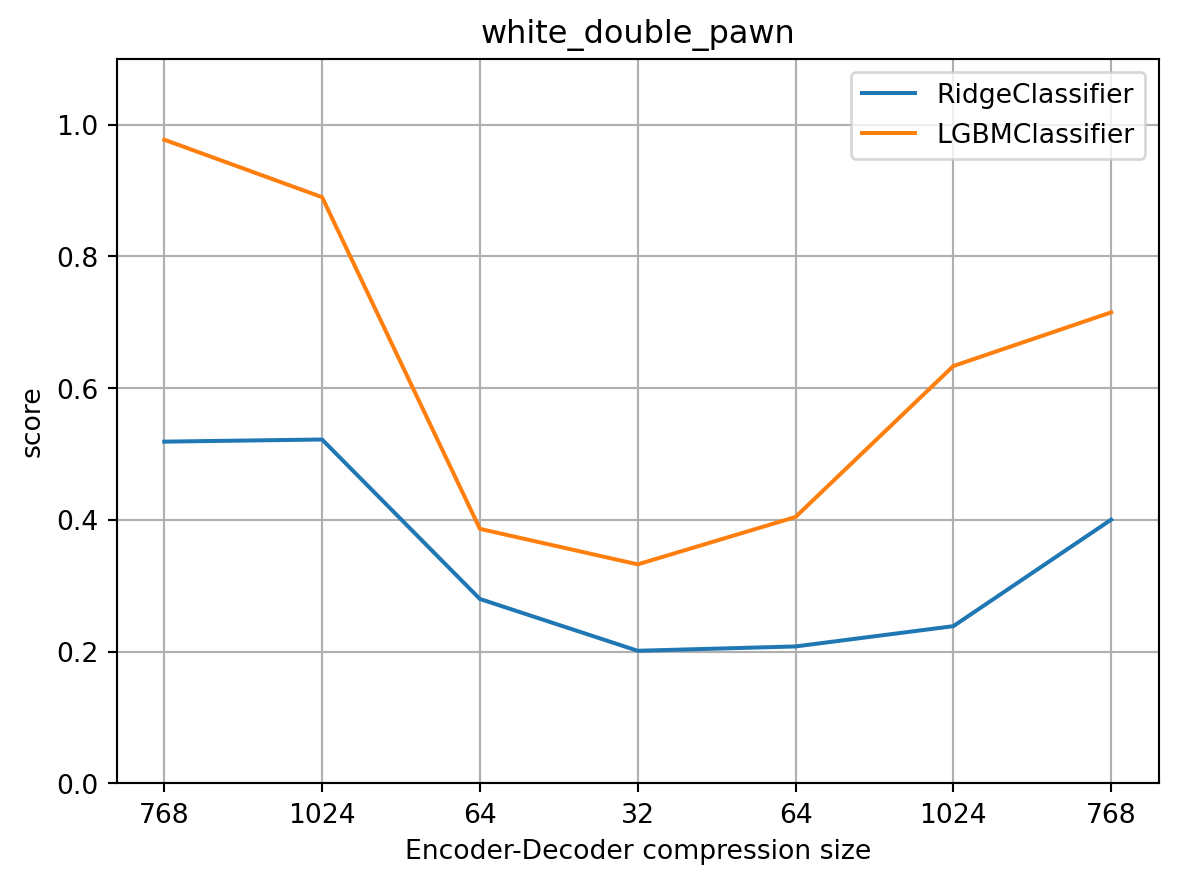 white_double_pawn
RidgeClassifier
LGBMClassifier
1.0
0.8
0.6
0.4
0.2
0.0
score
768 1024 64 32 64 1024 768
Encoder-Decoder compression size